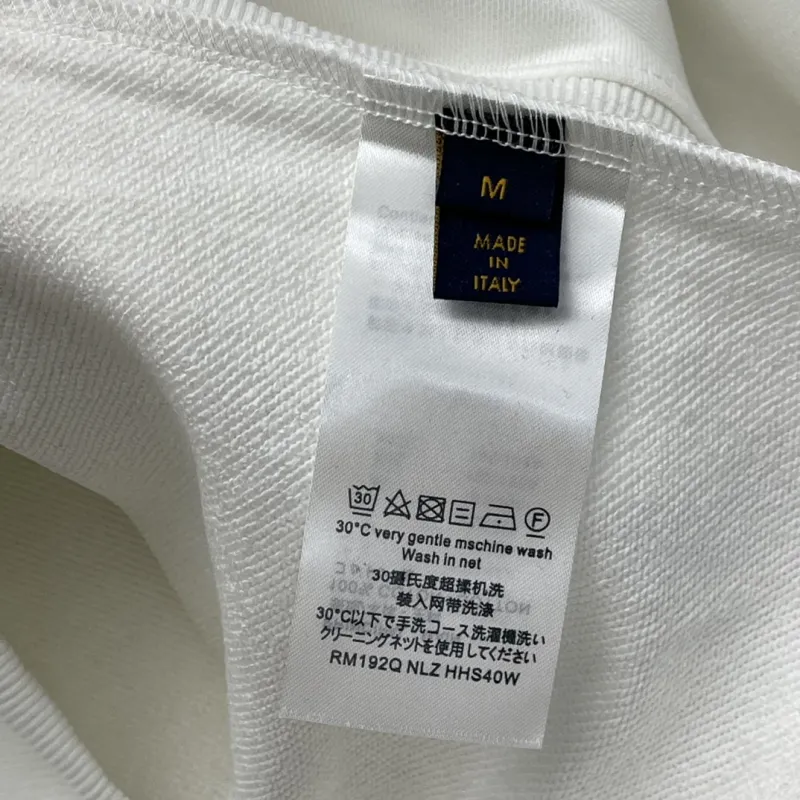 M
MADE
IN
ITALY
30 F
30°C very gentle mschine wash
Wash in net
30摄氏度超揉机洗
装入网带洗涤
30°C以下で手洗コース洗濯機洗い
クリーニングネットを使用してください
RM192Q NLZ HHS40W